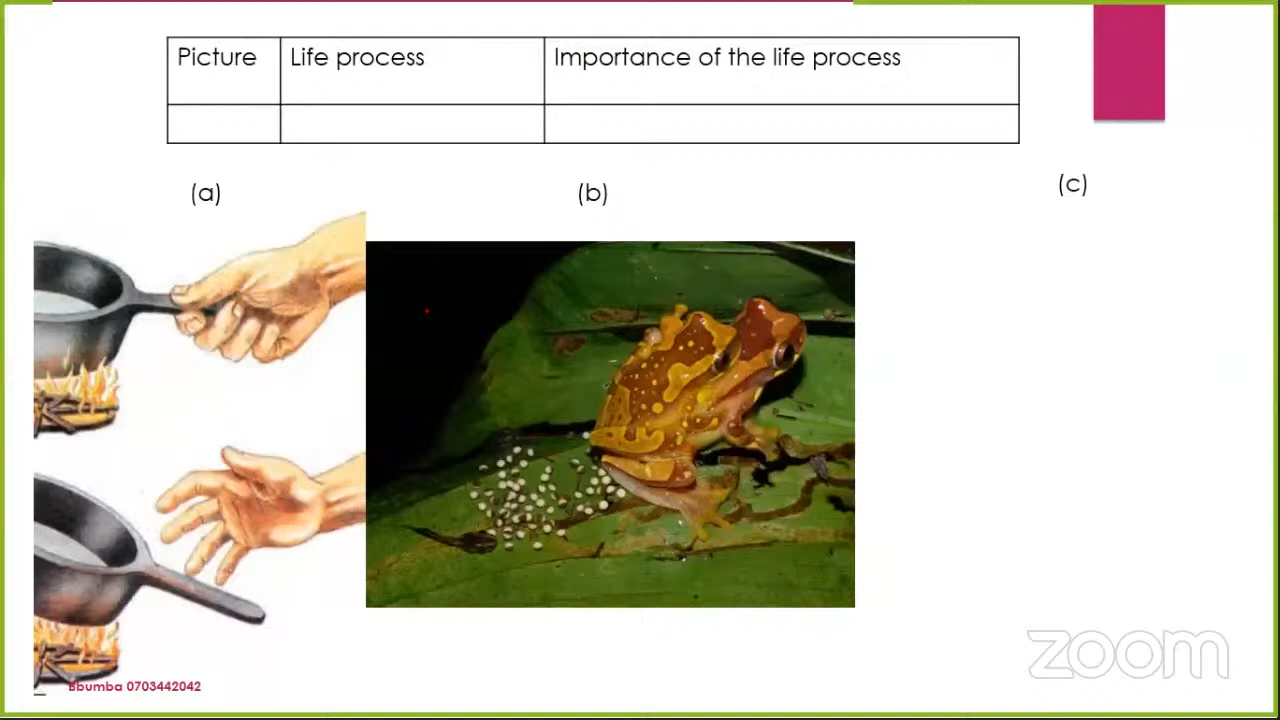 Picture Life process Importance of the life process
(a) (b) (c)
zoom
Bbumba 0703442042